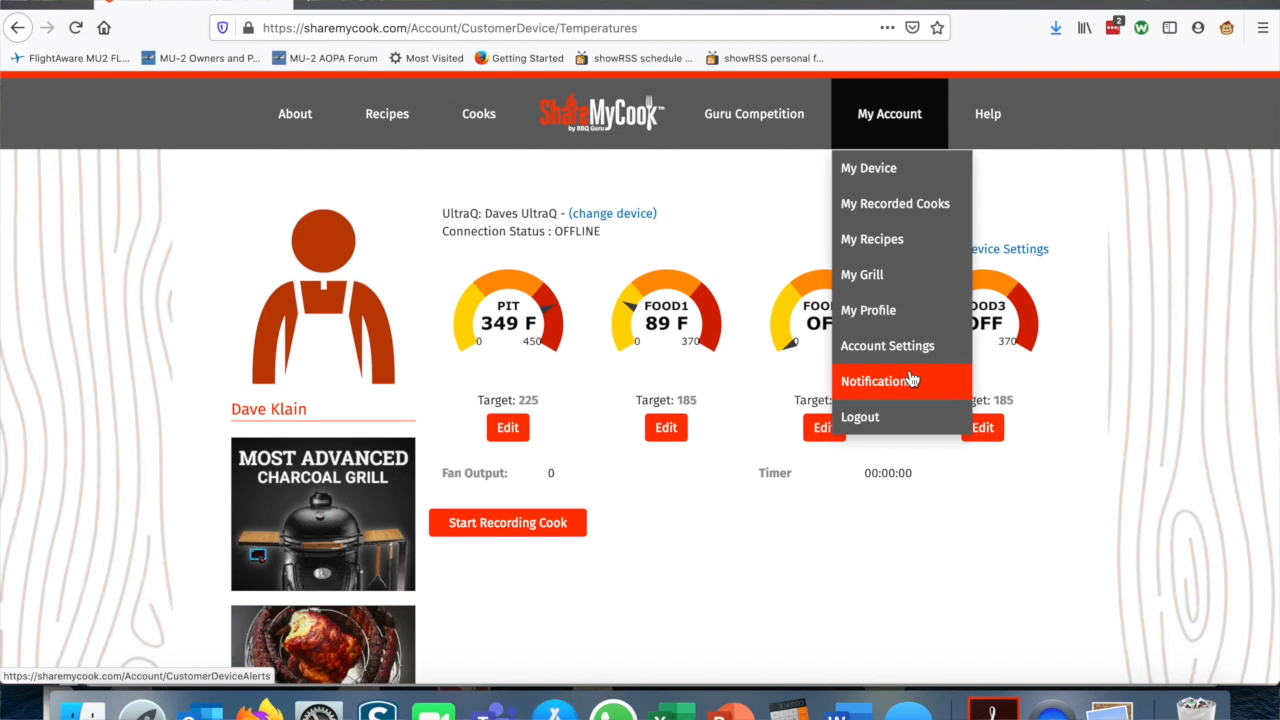 https://sharemycook.com/Account/CustomerDevice/Temperatures
2
FlightAware MU2 FL... MU-2 Owners and P... MU-2 AOPA Forum Most Visited Getting Started showRSS schedule ... showRSS personal f...
About Recipes Cooks ShareMyCook™ Guru Competition My Account Help
by BBQ Guru
My Device
My Recorded Cooks
My Recipes
My Grill
My Profile
Account Settings
Notification
Logout
UltraQ: Daves UltraQ - (change device)
Connection Status : OFFLINE
evice Settings
PIT
349 F
0 450
FOOD1
89 F
0 370
FOO
OF
0
OOD3
OFF
370
Target: 225 Target: 185 Target: get: 185
Edit Edit Edi Edit
Fan Output: 0 Timer 00:00:00
Start Recording Cook
Dave Klain
MOST ADVANCED
CHARCOAL GRILL
https://sharemycook.com/Account/CustomerDeviceAlerts